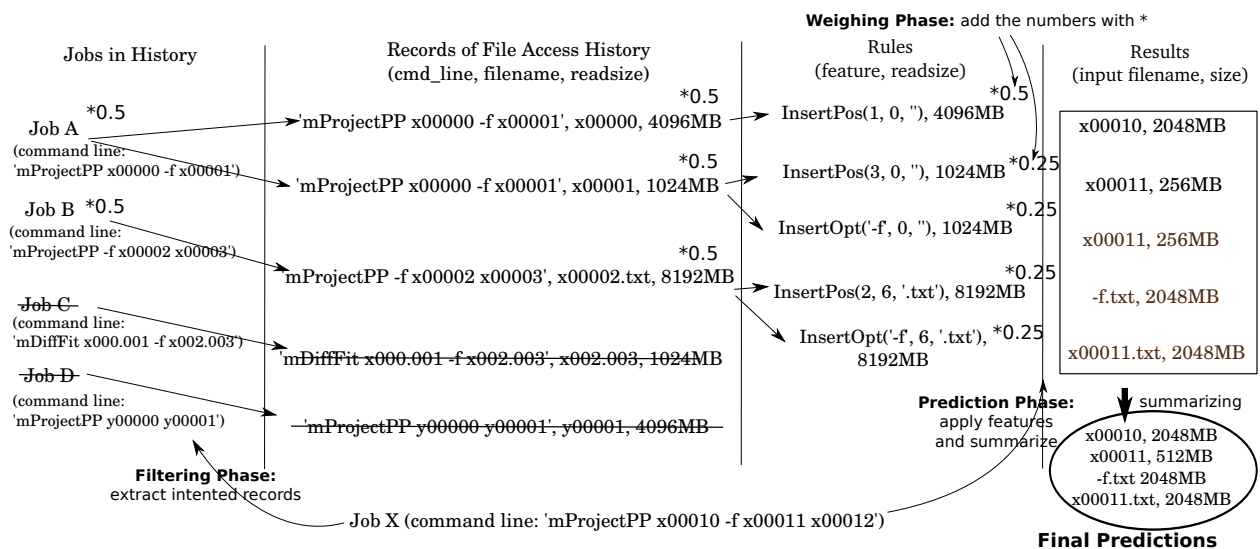 Weighing Phase: add the numbers with *
Jobs in History
Records of File Access History
(cmd_line, filename, readsize)
Rules
(feature, readsize)
Results
(input filename, size)
*0.5
Job A
(command line:
'mProjectPP x00000 -f x00001')
*0.5
Job B
(command line:
'mProjectPP -f x00002 x00003')
Job C
(command line:
'mDiffFit x000.001 -f x002.003')
Job D
(command line:
'mProjectPP y00000 y00001')
Filtering Phase:
extract intented records
*0.5
'mProjectPP x00000 -f x00001', x00000, 4096MB
*0.5
'mProjectPP x00000 -f x00001', x00001, 1024MB
*0.5
'mProjectPP -f x00002 x00003', x00002.txt, 8192MB
'mDiffFit x000.001 -f x002.003', x002.003, 1024MB
'mProjectPP y00000 y00001', y00001, 4096MB
*0.5
InsertPos(1, 0, ''), 4096MB
*0.25
InsertPos(3, 0, ''), 1024MB
*0.25
InsertOpt('-f', 0, ''), 1024MB
*0.25
InsertPos(2, 6, '.txt'), 8192MB
*0.25
InsertOpt('-f', 6, '.txt'),
8192MB
x00010, 2048MB
x00011, 256MB
x00011, 256MB
-f.txt, 2048MB
x00011.txt, 2048MB
Prediction Phase:
apply features
and summarize
summarizing
x00010, 2048MB
x00011, 512MB
-f.txt 2048MB
x00011.txt, 2048MB
Final Predictions
Job X (command line: 'mProjectPP x00010 -f x00011 x00012')